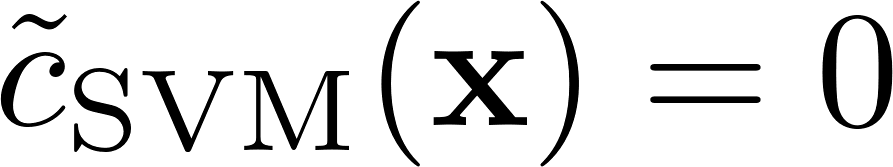 c̃_SVM(𝐱) = 0